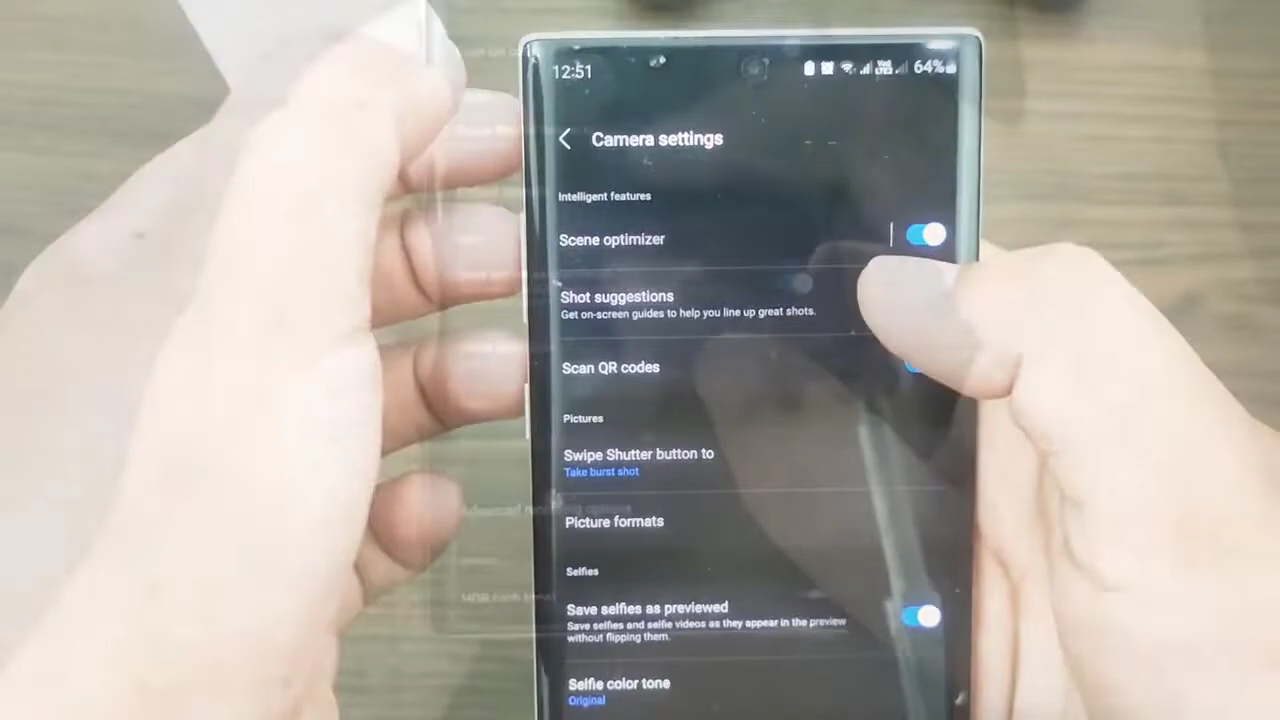 12:51
64%
Camera settings
Intelligent features
Scene optimizer
Shot suggestions
Get on-screen guides to help you line up great shots.
Scan QR codes
Pictures
Swipe Shutter button to
Take burst shot
Advanced recording options
Picture formats
Selfies
Save selfies as previewed
Save selfies and selfie videos as they appear in the preview
without flipping them.
Selfie color tone
Original